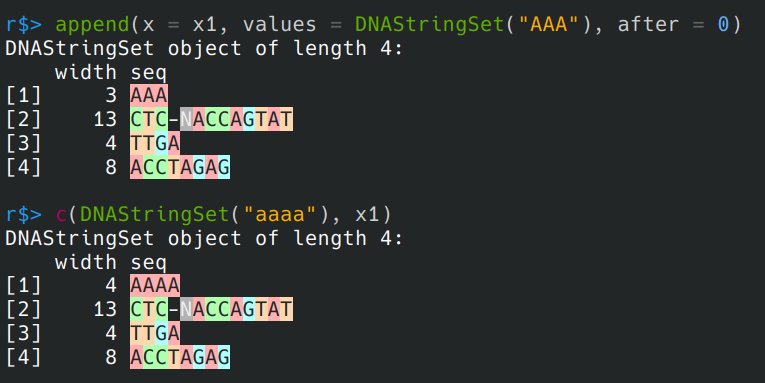 r$> append(x = x1, values = DNAStringSet("AAA"), after = 0)
DNAStringSet object of length 4:
    width seq
[1]     3 AAA
[2]    13 CTC-NACCAGTAT
[3]     4 TTGA
[4]     8 ACCTAGAG
r$> c(DNAStringSet("aaaa"), x1)
DNAStringSet object of length 4:
    width seq
[1]     4 AAAA
[2]    13 CTC-NACCAGTAT
[3]     4 TTGA
[4]     8 ACCTAGAG